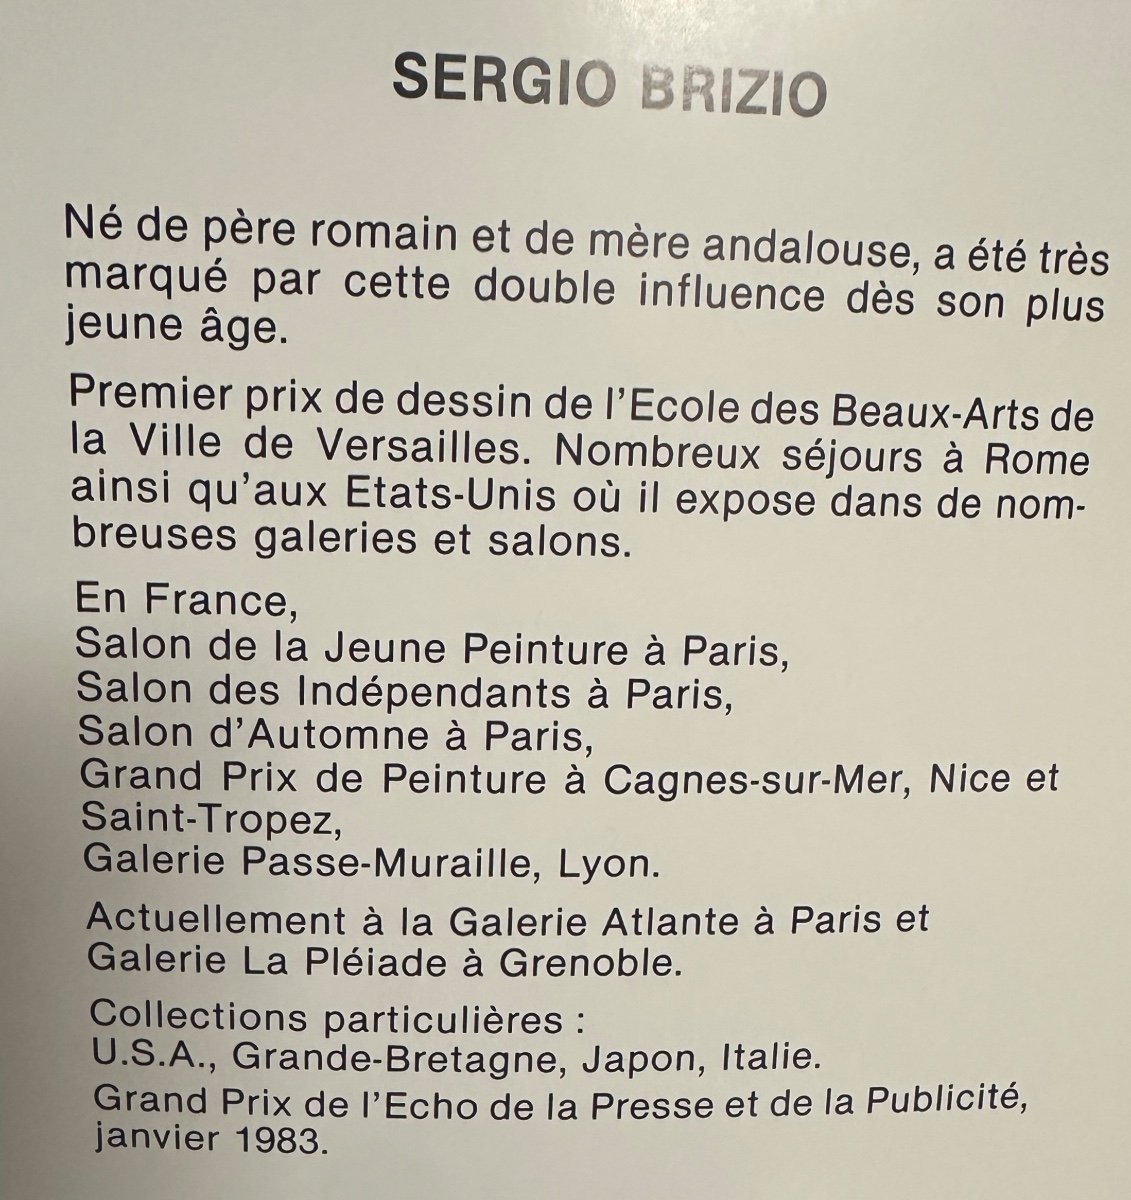 SERGIO BRIZIO
Né de père romain et de mère andalouse, a été très
marqué par cette double influence dès son plus
jeune âge.
Premier prix de dessin de l'Ecole des Beaux-Arts de
la Ville de Versailles. Nombreux séjours à Rome
ainsi qu'aux Etats-Unis où il expose dans de nom-
breuses galeries et salons.
En France,
Salon de la Jeune Peinture à Paris,
Salon des Indépendants à Paris,
Salon d'Automne à Paris,
Grand Prix de Peinture à Cagnes-sur-Mer, Nice et
Saint-Tropez,
Galerie Passe-Muraille, Lyon.
Actuellement à la Galerie Atlante à Paris et
Galerie La Pléiade à Grenoble.
Collections particulières :
U.S.A., Grande-Bretagne, Japon, Italie.
Grand Prix de l'Echo de la Presse et de la Publicité,
janvier 1983.